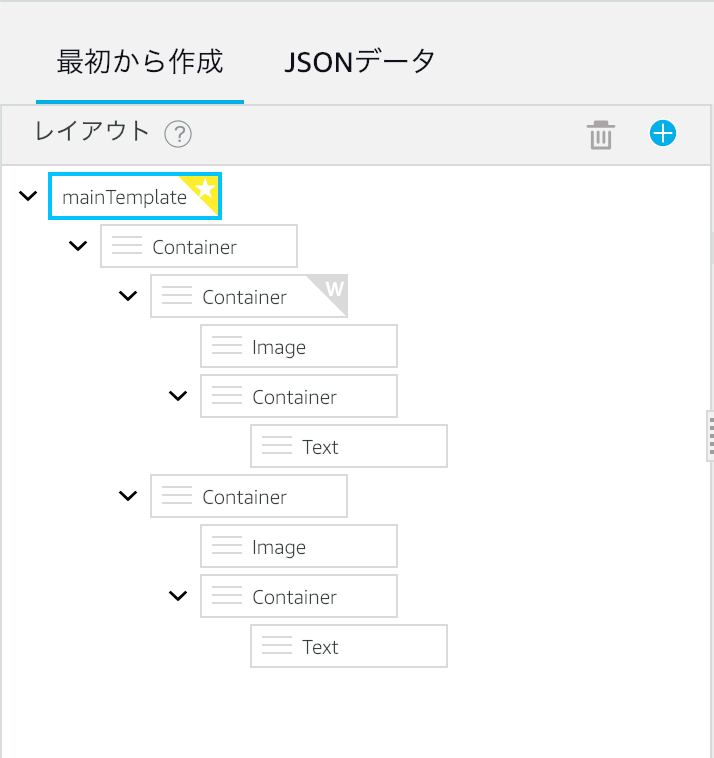 最初から作成 JSONデータ
レイアウト ?
mainTemplate
Container
Container W
Image
Container
Text
Container
Image
Container
Text